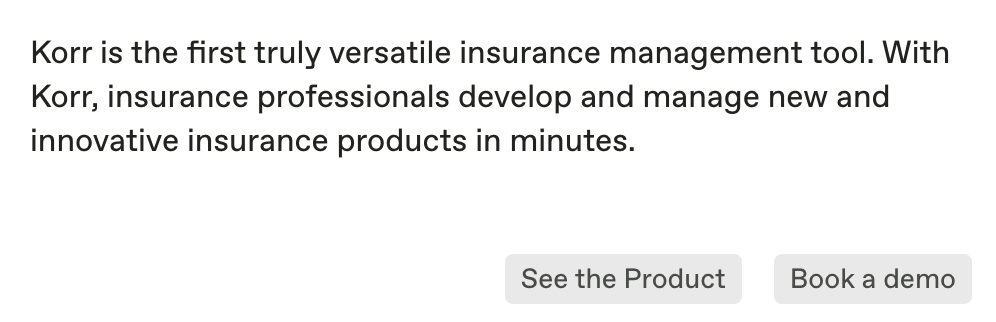 Korr is the first truly versatile insurance management tool. With
Korr, insurance professionals develop and manage new and
innovative insurance products in minutes.
See the Product
Book a demo